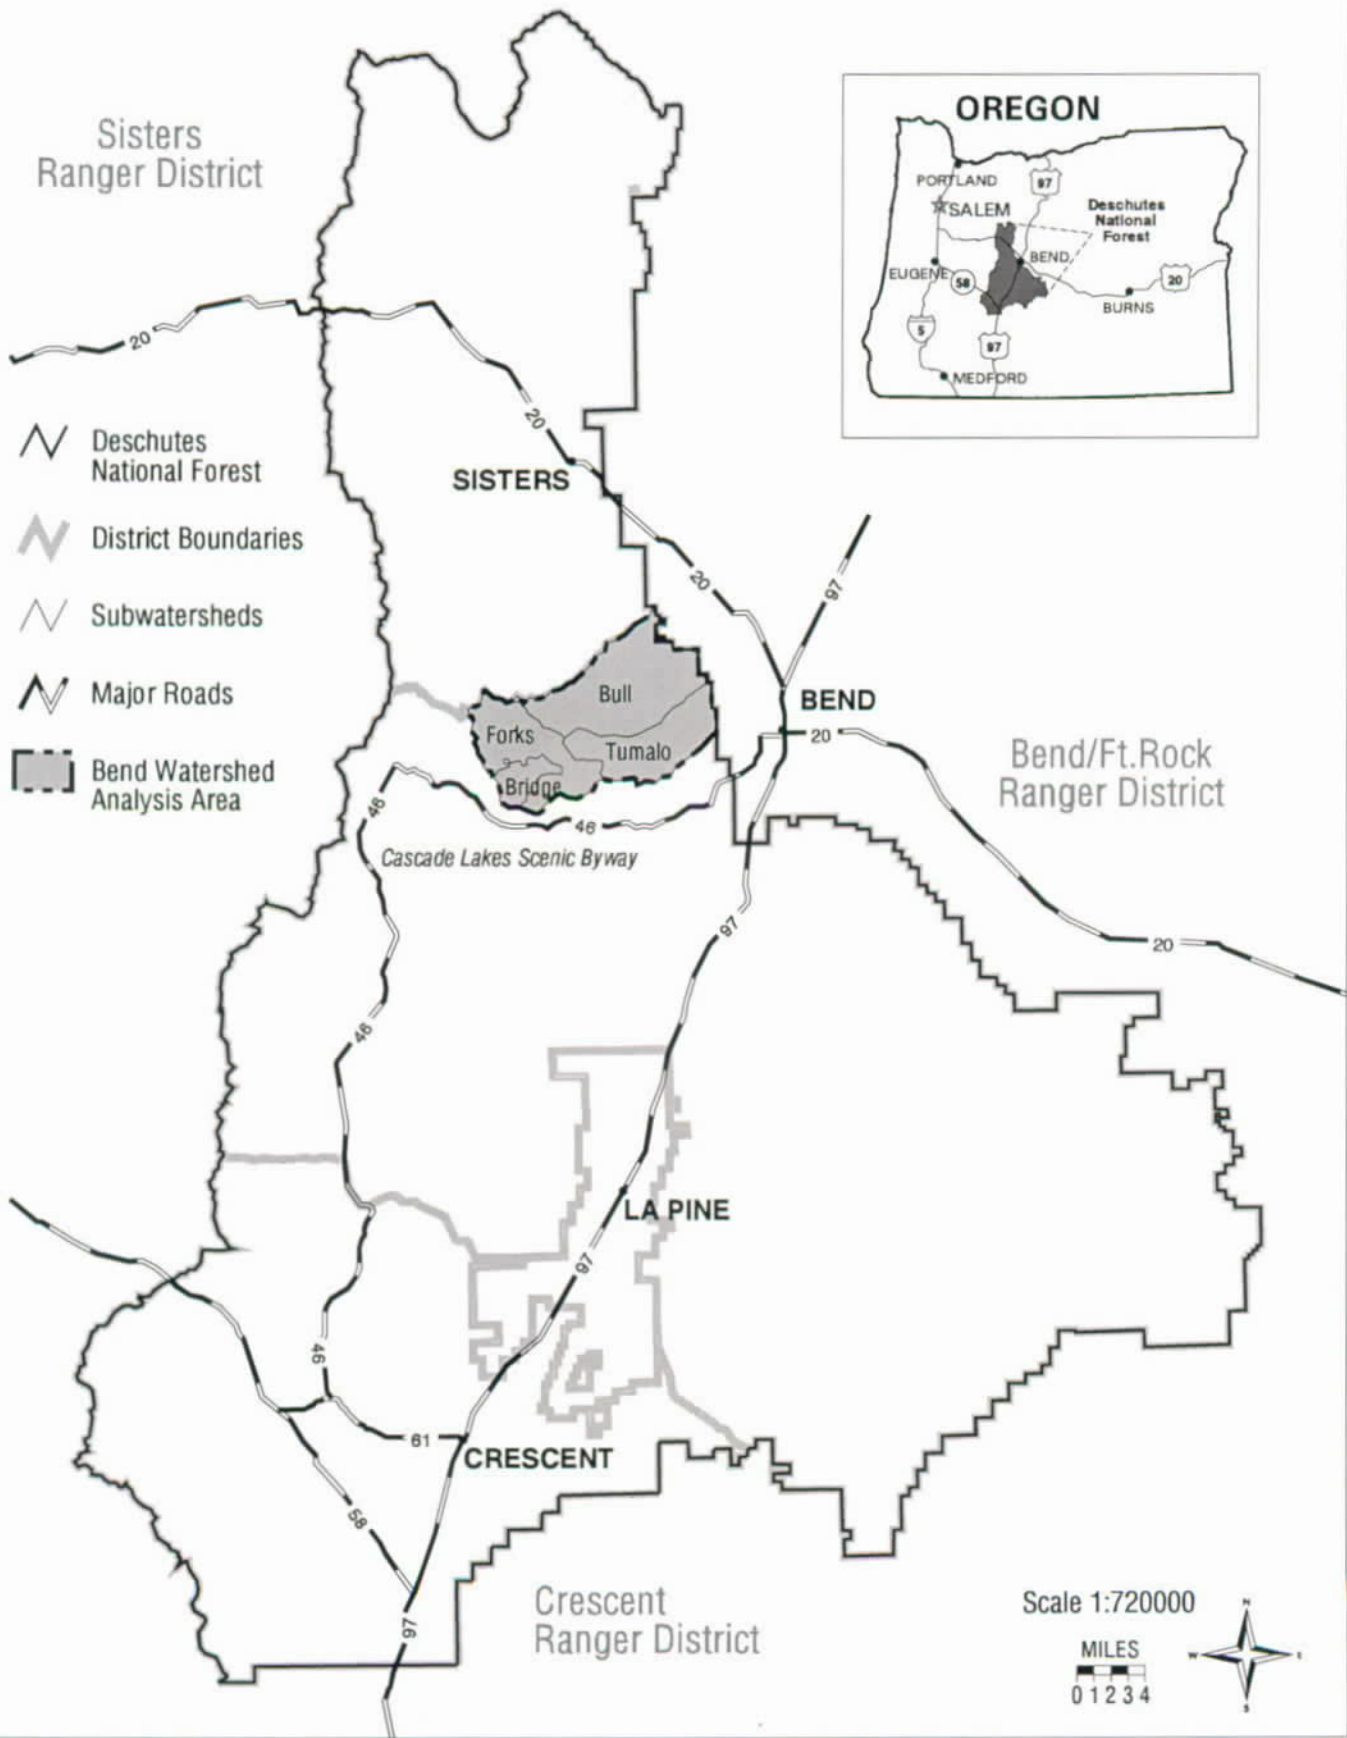 Sisters
Ranger District
OREGON
PORTLAND
97
SALEM
Deschutes
National
Forest
BEND
EUGENE
58
20
BURNS
5
97
MEDFORD
20
20
Deschutes
National Forest
SISTERS
District Boundaries
20
97
Subwatersheds
Major Roads
Bull
BEND
Forks
20
Tumalo
Bend/Ft.Rock
Ranger District
Bend Watershed
Analysis Area
Bridge
46
46
Cascade Lakes Scenic Byway
97
20
46
LA PINE
97
46
61
CRESCENT
58
Crescent
Ranger District
97
Scale 1:720000
MILES
0 1 2 3 4
N
W
E
S